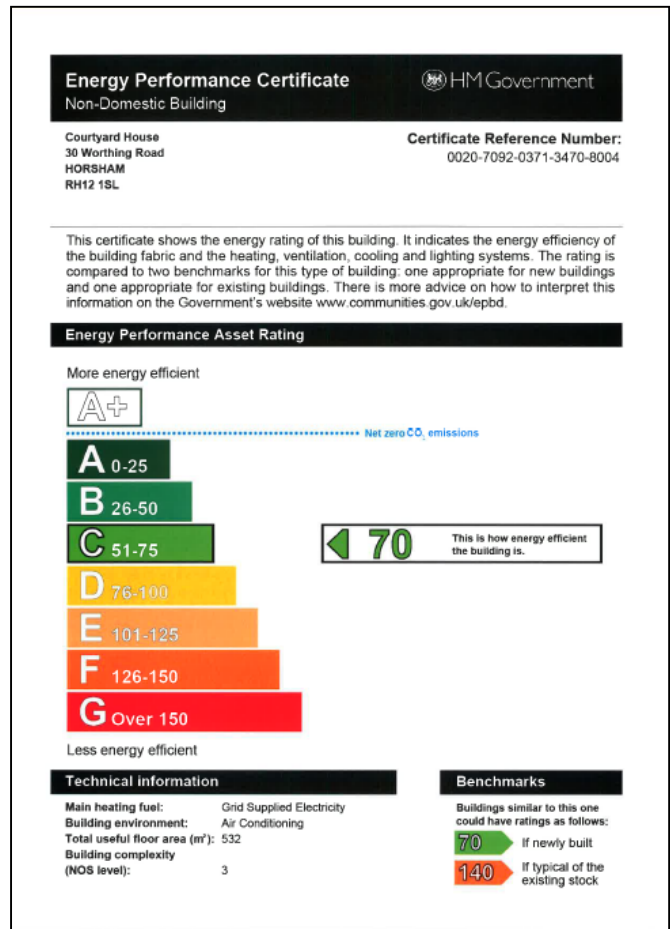 Energy Performance Certificate
HM Government
Non-Domestic Building
Courtyard House
30 Worthing Road
HORSHAM
RH12 1SL
Certificate Reference Number:
0020-7092-0371-3470-8004
This certificate shows the energy rating of this building. It indicates the energy efficiency of
the building fabric and the heating, ventilation, cooling and lighting systems. The rating is
compared to two benchmarks for this type of building: one appropriate for new buildings
and one appropriate for existing buildings. There is more advice on how to interpret this
information on the Government's website www.communities.gov.uk/epbd.
Energy Performance Asset Rating
More energy efficient
A+
Net zero CO₂ emissions
A 0-25
B 26-50
C 51-75
70 This is how energy efficient
the building is.
D 76-100
E 101-125
F 126-150
G Over 150
Less energy efficient
Technical information
Main heating fuel: Grid Supplied Electricity
Building environment: Air Conditioning
Total useful floor area (m²): 532
Building complexity
(NOS level): 3
Benchmarks
Buildings similar to this one
could have ratings as follows:
70 If newly built
140 If typical of the
existing stock